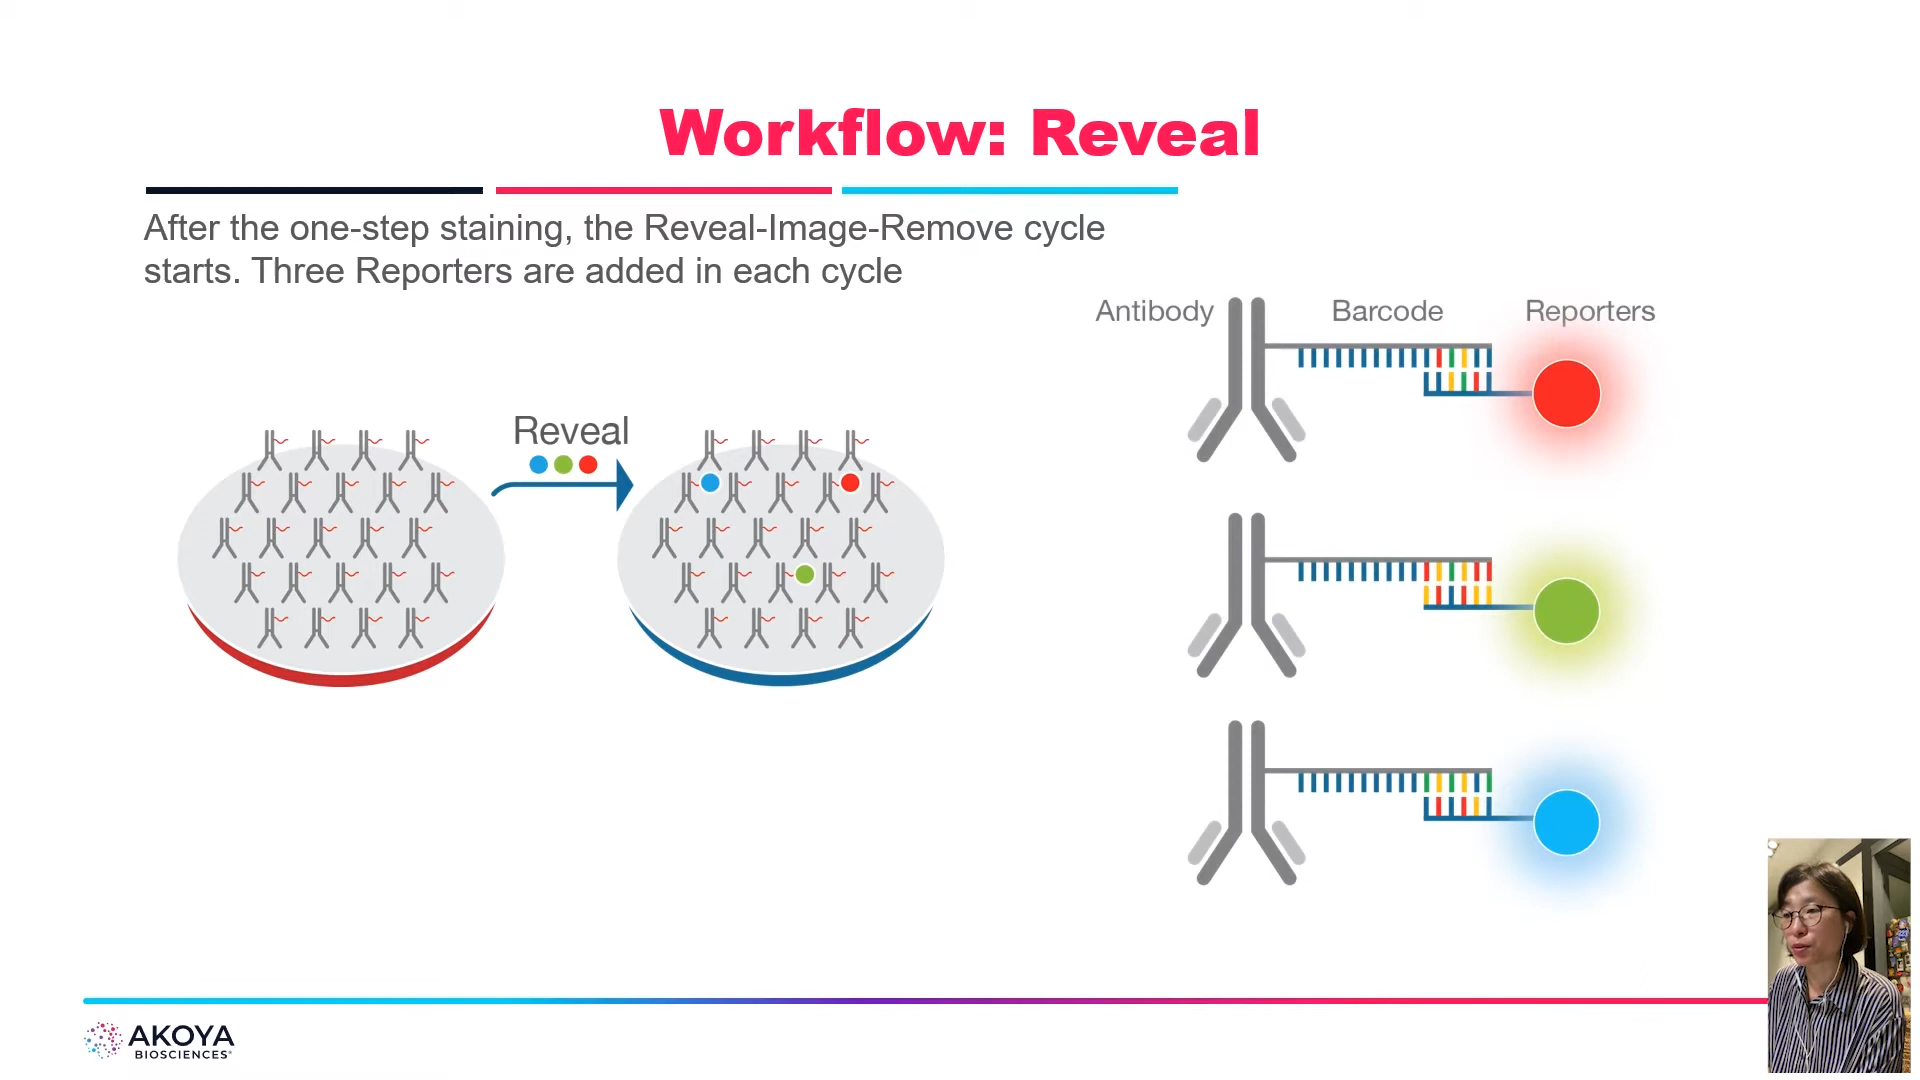 Workflow: Reveal
After the one-step staining, the Reveal-Image-Remove cycle
starts. Three Reporters are added in each cycle
Antibody
Barcode
Reporters
Reveal
AKOYA
BIOSCIENCES